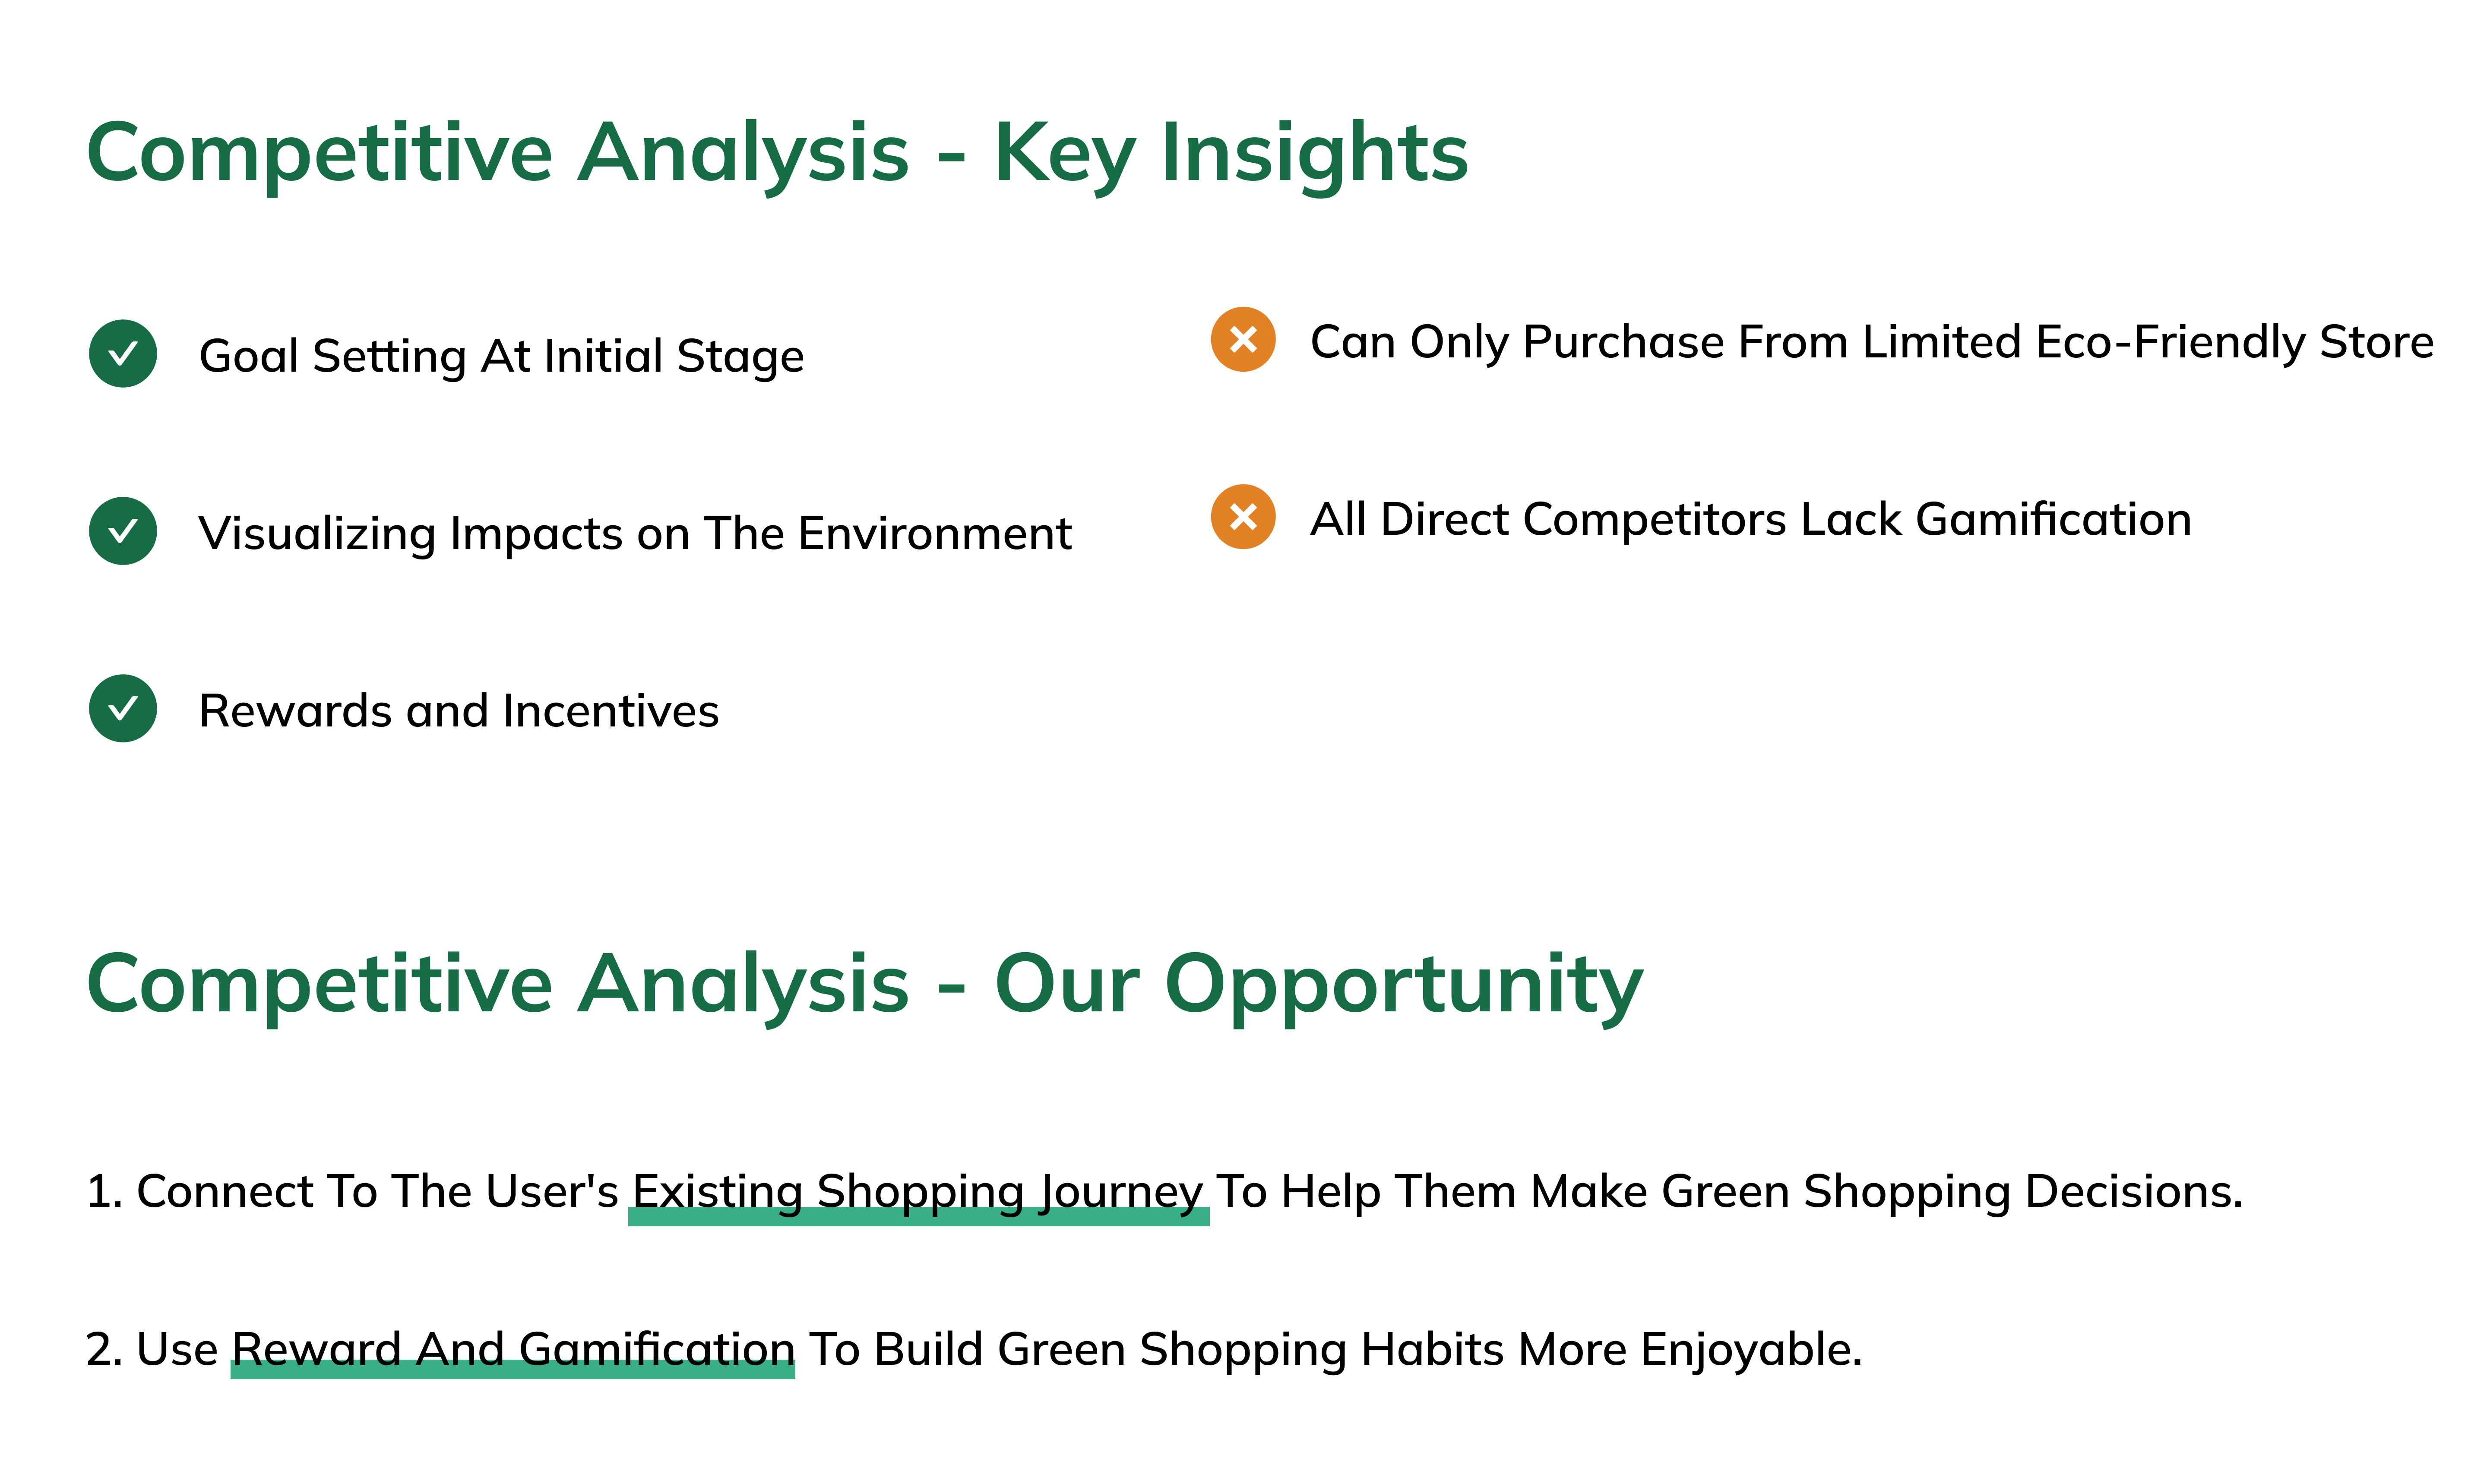 Competitive Analysis - Key Insights
Goal Setting At Initial Stage
Visualizing Impacts on The Environment
Rewards and Incentives
Can Only Purchase From Limited Eco-Friendly Store
All Direct Competitors Lack Gamification
Competitive Analysis - Our Opportunity
1. Connect To The User's Existing Shopping Journey To Help Them Make Green Shopping Decisions.
2. Use Reward And Gamification To Build Green Shopping Habits More Enjoyable.